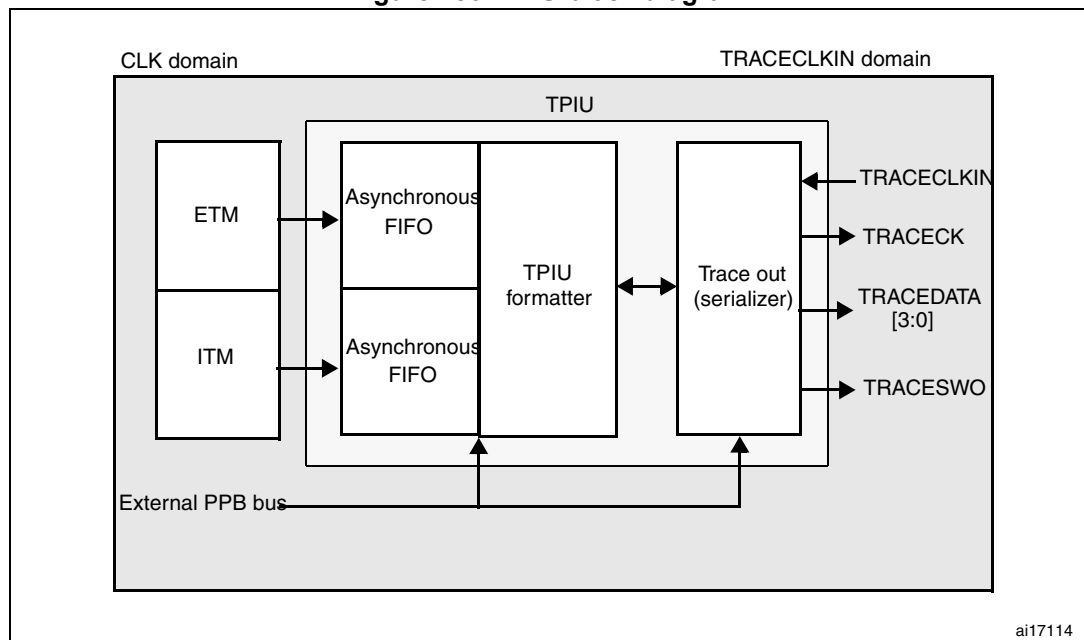 CLK domain
TRACECLKIN domain
TPIU
ETM
Asynchronous
FIFO
TPIU
formatter
Trace out
(serializer)
TRACECLKIN
TRACECK
TRACEDATA
[3:0]
TRACESWO
ITM
Asynchronous
FIFO
External PPB bus
ai17114